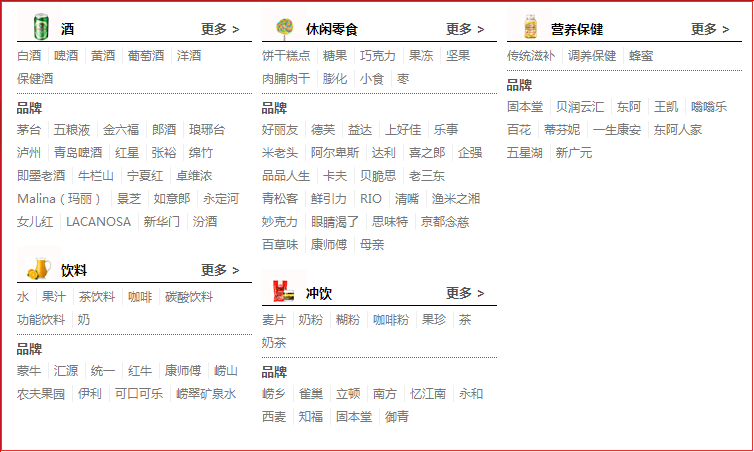 酒 更多 >
白酒 啤酒 黄酒 葡萄酒 洋酒
保健酒
品牌
茅台 五粮液 金六福 郎酒 琅琊台
泸州 青岛啤酒 红星 张裕 绵竹
即墨老酒 牛栏山 宁夏红 卓维浓
Malina（玛丽） 景芝 如意郎 永定河
女儿红 LACANOSA 新华门 汾酒
饮料 更多 >
水 果汁 茶饮料 咖啡 碳酸饮料
功能饮料 奶
品牌
蒙牛 汇源 统一 红牛 康师傅 崂山
农夫果园 伊利 可口可乐 崂翠矿泉水
休闲零食 更多 >
饼干糕点 糖果 巧克力 果冻 坚果
肉脯肉干 膨化 小食 枣
品牌
好丽友 德芙 益达 上好佳 乐事
米老头 阿尔卑斯 达利 喜之郎 企强
品品人生 卡夫 贝脆思 老三东
青松客 鲜引力 RIO 清嘴 渔米之湘
妙克力 眼睛渴了 思味特 京都念慈
百草味 康师傅 母亲
冲饮 更多 >
麦片 奶粉 糊粉 咖啡粉 果珍 茶
奶茶
品牌
崂乡 雀巢 立顿 南方 忆江南 永和
西麦 知福 固本堂 御青
营养保健 更多 >
传统滋补 调养保健 蜂蜜
品牌
固本堂 贝润云汇 东阿 王凯 嗡嗡乐
百花 蒂芬妮 一生康安 东阿人家
五星湖 新广元